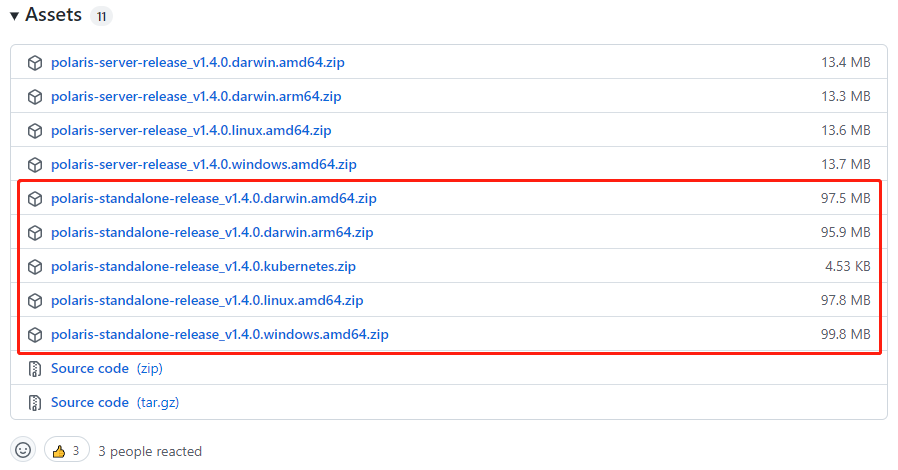 ▼ Assets 11
polaris-server-release_v1.4.0.darwin.amd64.zip 13.4 MB
polaris-server-release_v1.4.0.darwin.arm64.zip 13.3 MB
polaris-server-release_v1.4.0.linux.amd64.zip 13.6 MB
polaris-server-release_v1.4.0.windows.amd64.zip 13.7 MB
polaris-standalone-release_v1.4.0.darwin.amd64.zip 97.5 MB
polaris-standalone-release_v1.4.0.darwin.arm64.zip 95.9 MB
polaris-standalone-release_v1.4.0.kubernetes.zip 4.53 KB
polaris-standalone-release_v1.4.0.linux.amd64.zip 97.8 MB
polaris-standalone-release_v1.4.0.windows.amd64.zip 99.8 MB
Source code (zip)
Source code (tar.gz)
👍 3 3 people reacted